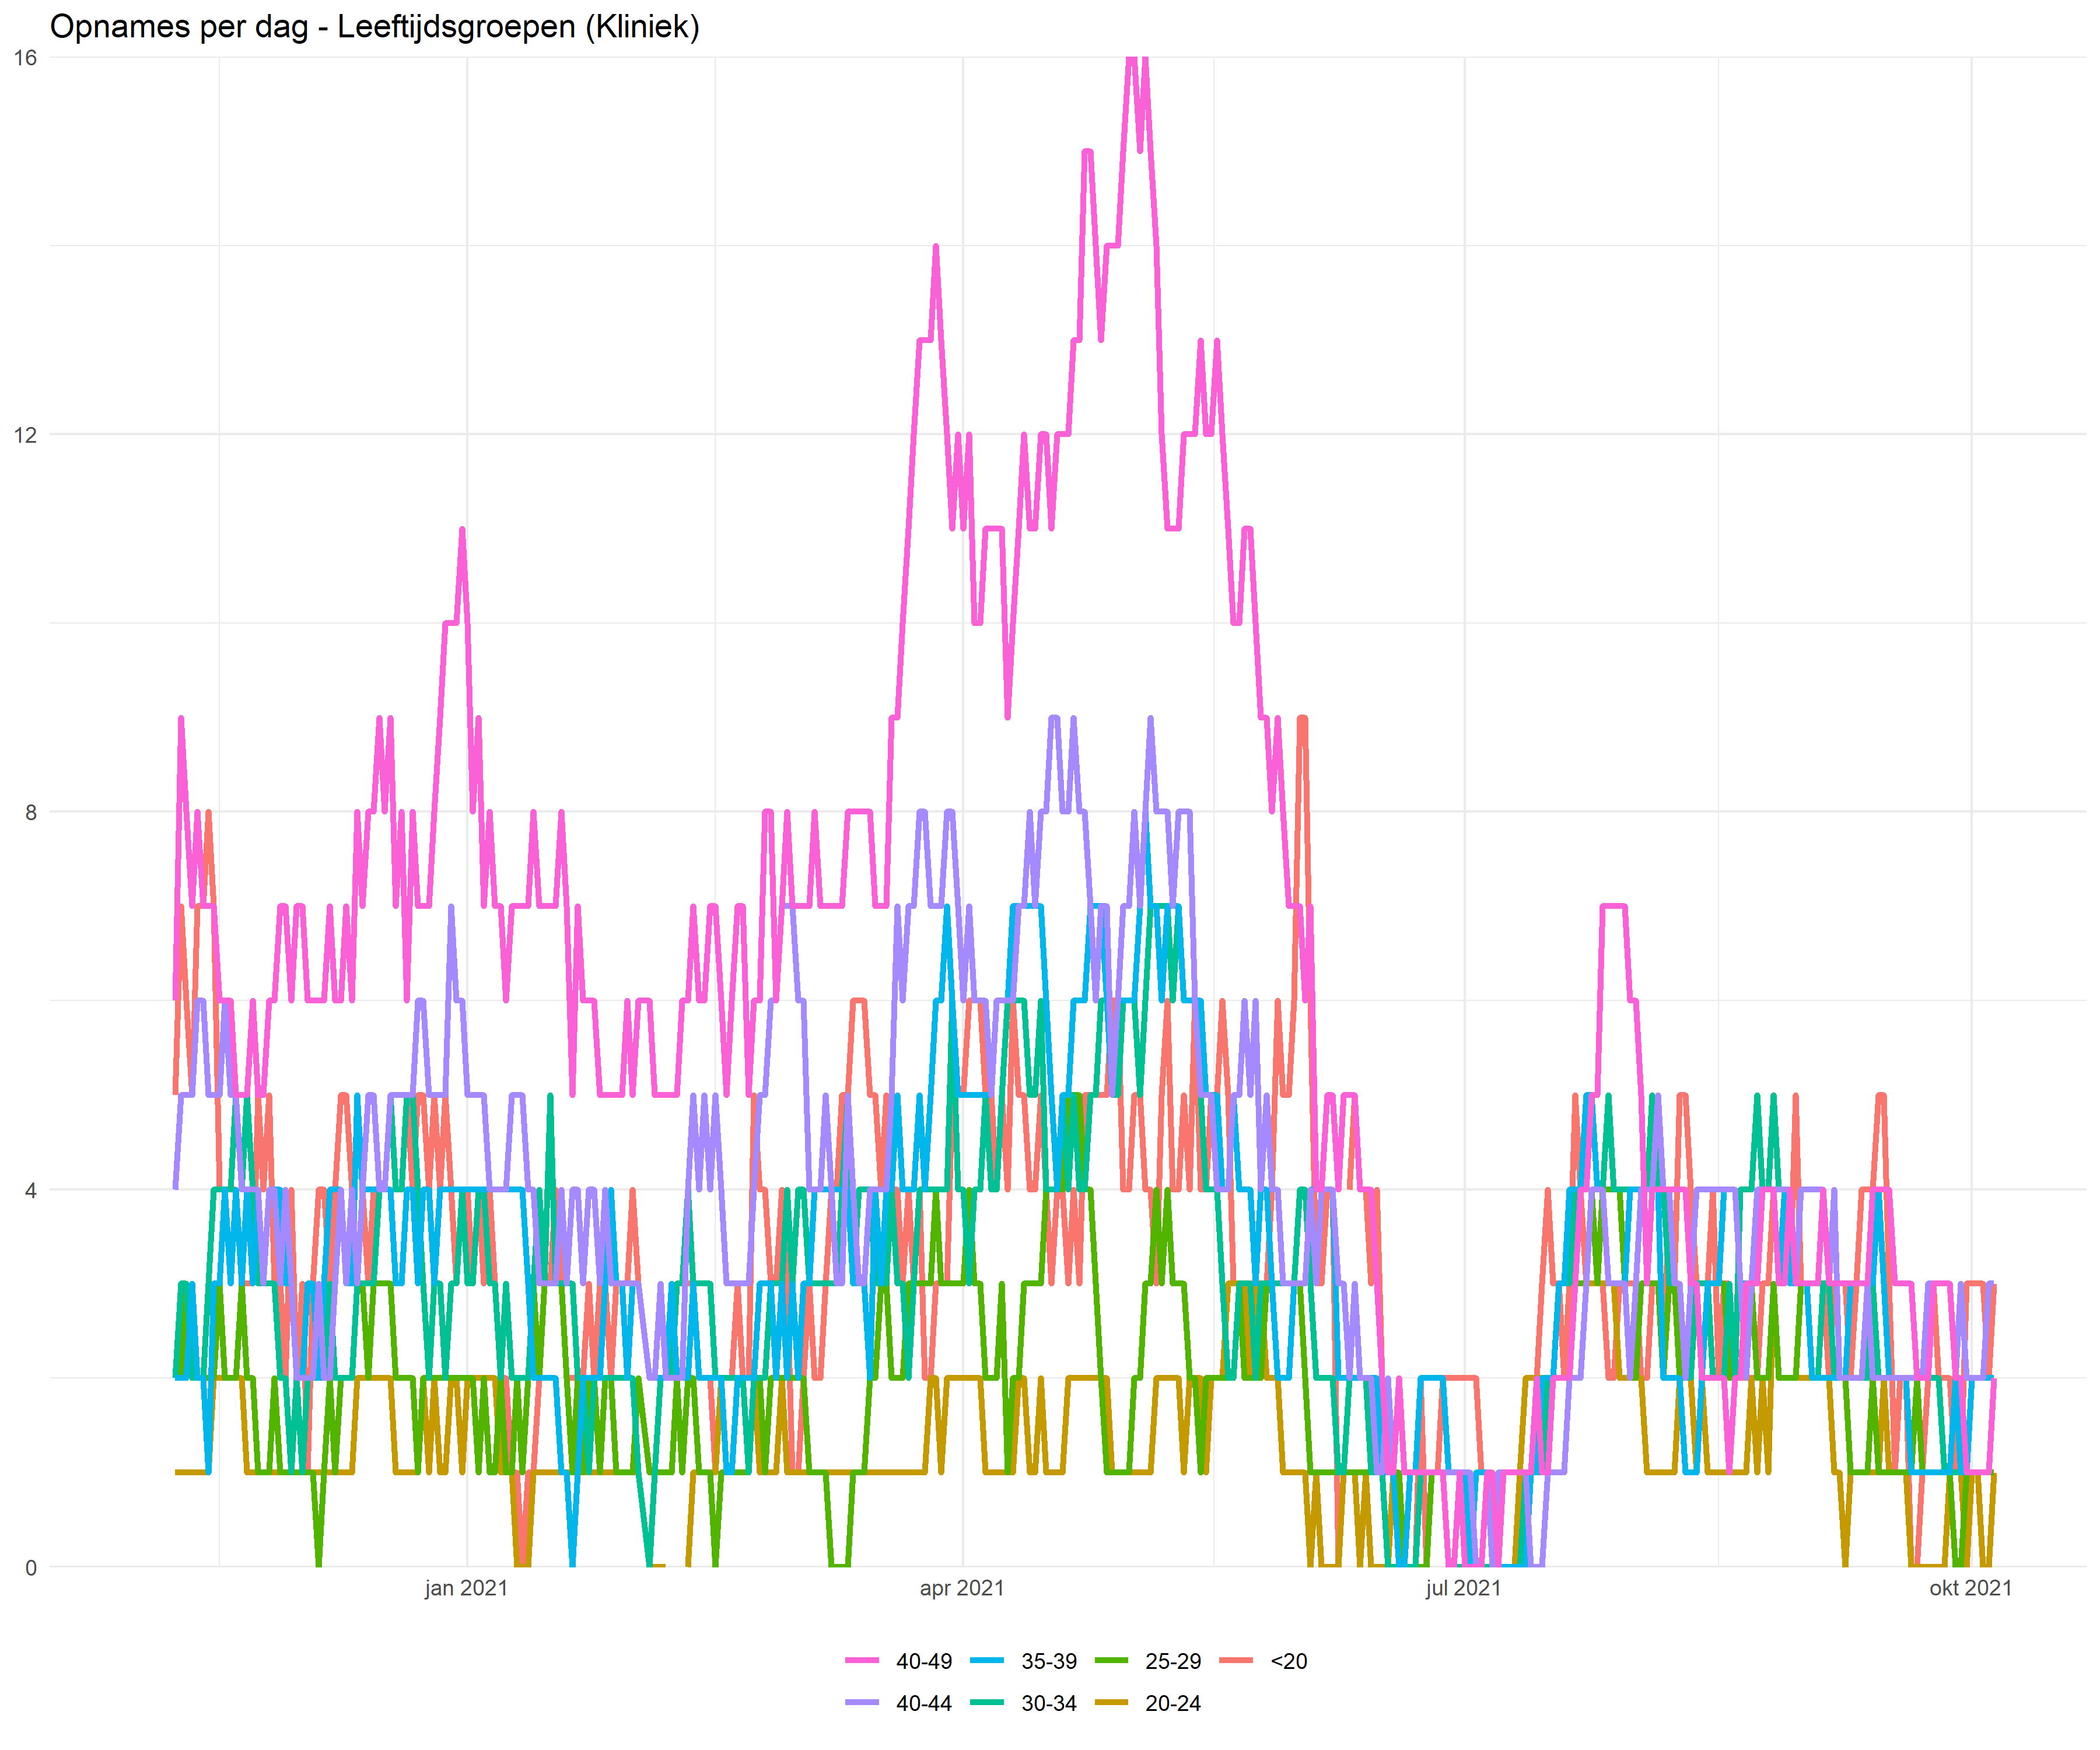 Opnames per dag - Leeftijdsgroepen (Kliniek)
16
12
8
4
0
jan 2021 apr 2021 jul 2021 okt 2021
40-49 35-39 25-29 <20
40-44 30-34 20-24